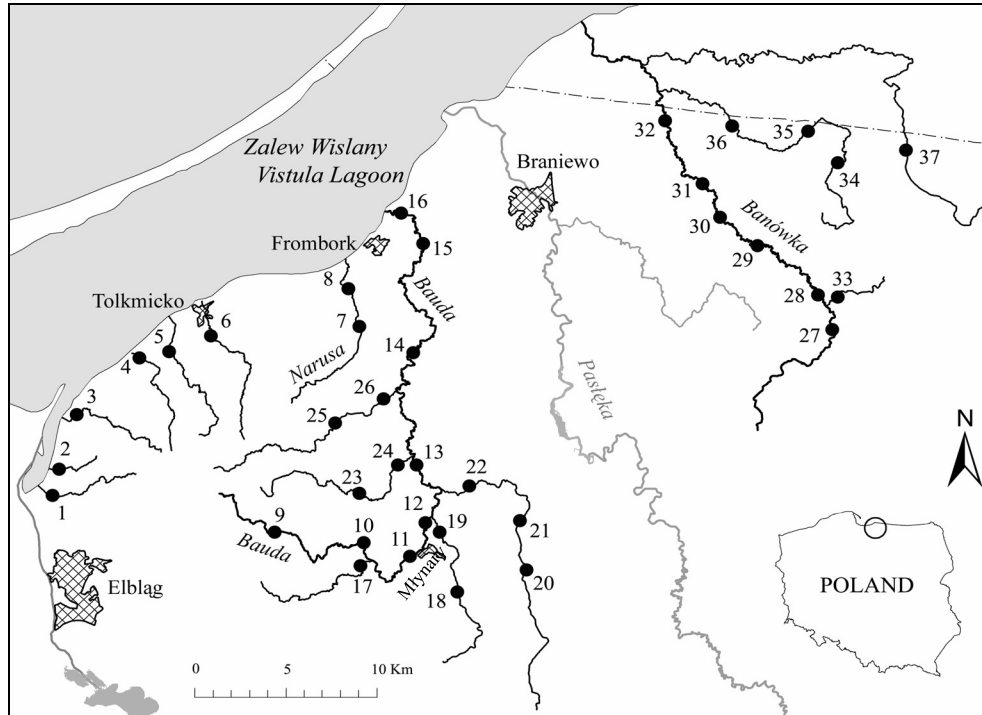 Zalew Wislany
Vistula Lagoon
Braniewo
32
36
35
34
37
31
30
Banówka
29
28
33
27
16
Frombork
15
8
Bauda
Tolkmicko
7
6
5
4
Narusa
14
26
Pasłęka
3
25
2
24
13
22
23
1
12
19
21
9
10
11
Bauda
17
Młynary
20
18
Elbląg
N
POLAND
0 5 10 Km